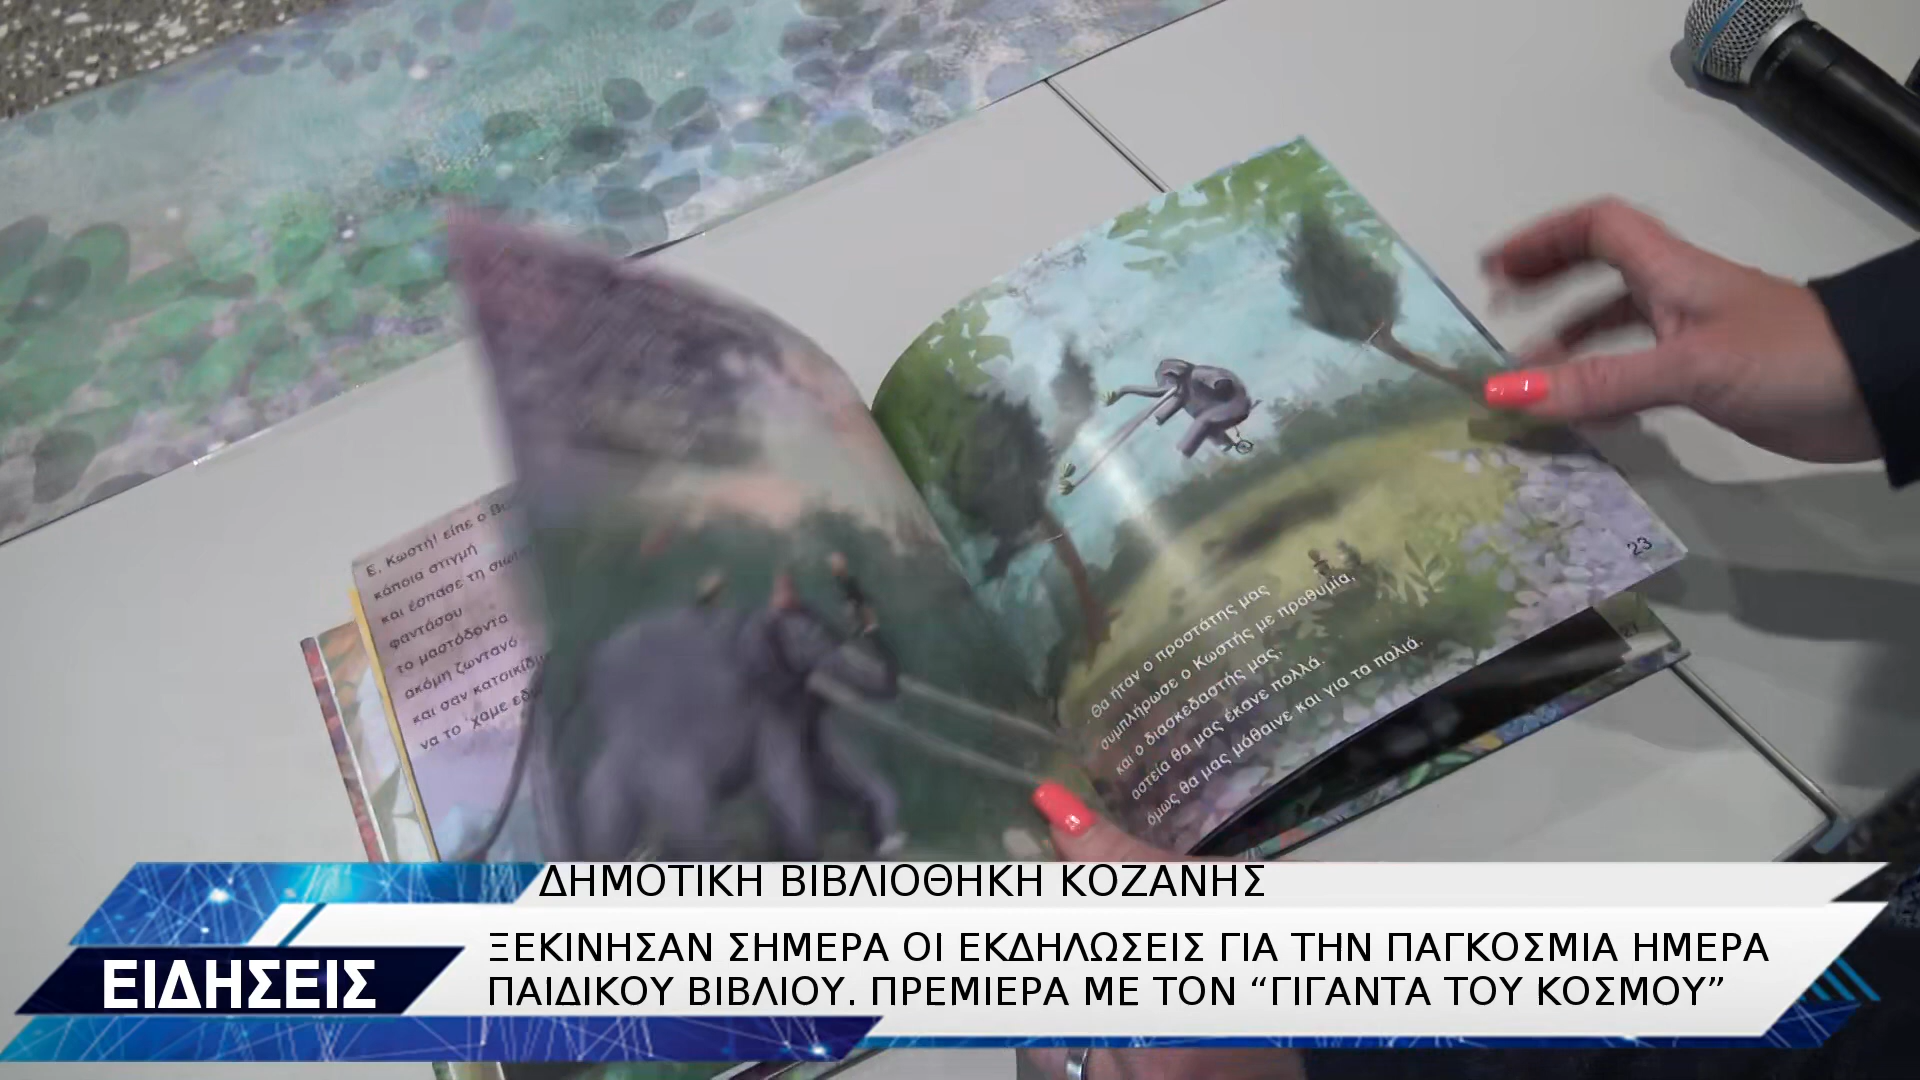 Ε, Κωστή! είπε ο
κάποια στιγμή
και έσπασε τη
φαντάσου
το μαστόδοντο
ακόμη ζωντανό
και σαν κατοικίδιο
να το 'χαμε εδώ
23
27
- Θα ήταν ο προστάτης μας
συμπλήρωσε ο Κωστής με προθυμία,
και ο διασκεδαστής μας,
αστεία θα μας έκανε πολλά.
όμως θα μας μάθαινε και για τα παλιά.
ΔΗΜΟΤΙΚΗ ΒΙΒΛΙΟΘΗΚΗ ΚΟΖΑΝΗΣ
ΕΙΔΗΣΕΙΣ
ΞΕΚΙΝΗΣΑΝ ΣΗΜΕΡΑ ΟΙ ΕΚΔΗΛΩΣΕΙΣ ΓΙΑ ΤΗΝ ΠΑΓΚΟΣΜΙΑ ΗΜΕΡΑ
ΠΑΙΔΙΚΟΥ ΒΙΒΛΙΟΥ. ΠΡΕΜΙΕΡΑ ΜΕ ΤΟΝ “ΓΙΓΑΝΤΑ ΤΟΥ ΚΟΣΜΟΥ”